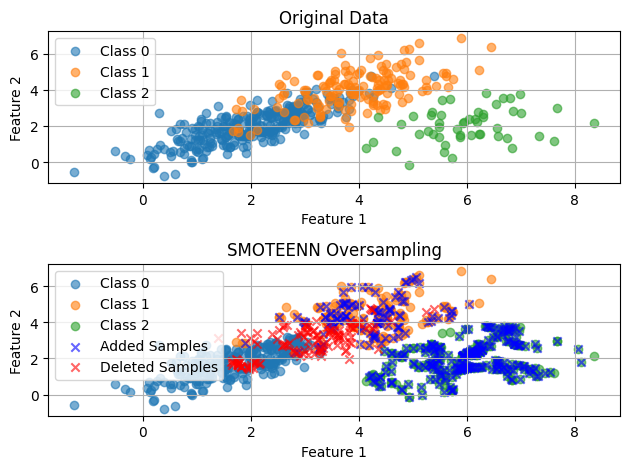 Original Data
Class 0
Class 1
Class 2
Feature 2
6
4
2
0
0
2
4
6
8
Feature 1
SMOTEENN Oversampling
Class 0
Class 1
Class 2
Added Samples
Deleted Samples
Feature 2
6
4
2
0
0
2
4
6
8
Feature 1